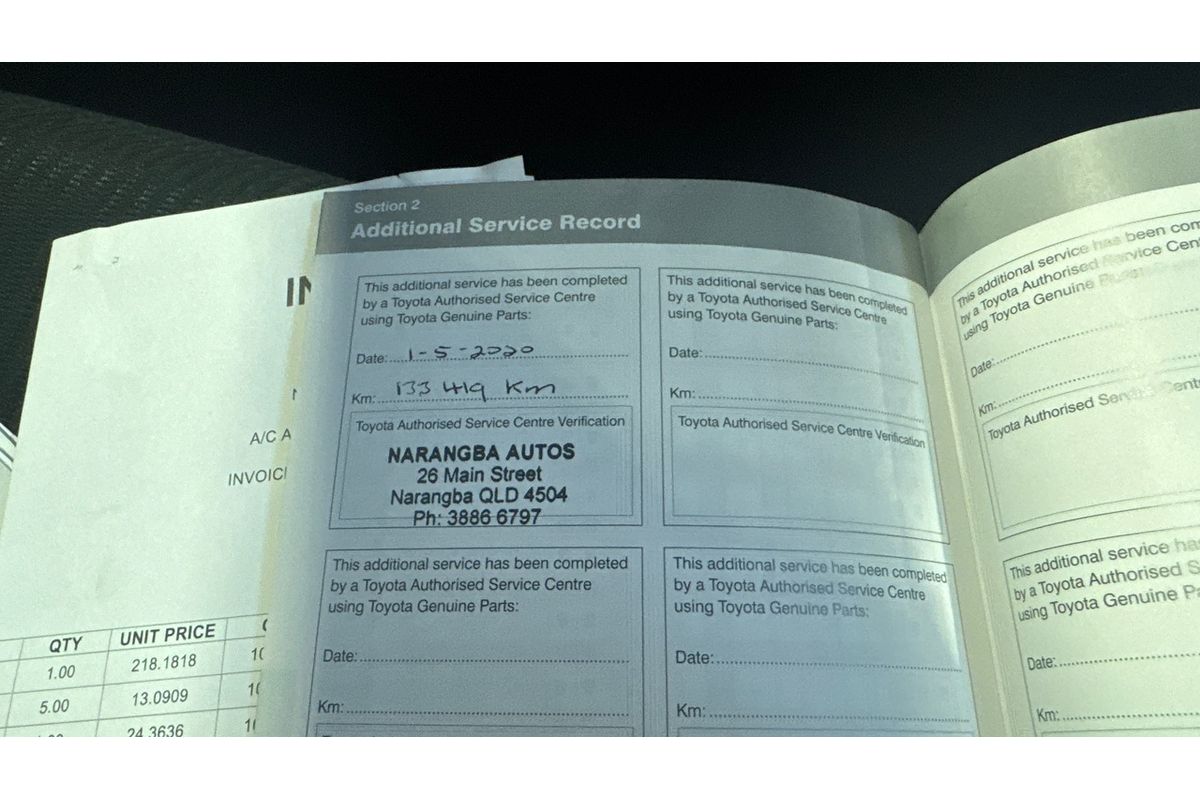 Section 2
Additional Service Record
This additional service has been completed
by a Toyota Authorised Service Centre
using Toyota Genuine Parts:
Date: 1-5-2020
Km: 133 419 Km
Toyota Authorised Service Centre Verification
NARANGBA AUTOS
26 Main Street
Narangba QLD 4504
Ph: 3886 6797
This additional service has been completed
by a Toyota Authorised Service Centre
using Toyota Genuine Parts:
Date:
Km:
Toyota Authorised Service Centre Verification
This additional service has been completed
by a Toyota Authorised Service Centre
using Toyota Genuine Parts:
Date:
Km:
This additional service has been completed
by a Toyota Authorised Service Centre
using Toyota Genuine Parts:
Date:
Km:
This additional service has been
by a Toyota Authorised Service
using Toyota Genuine
Date:
Km:
Toyota Authorised Service
This additional service
by a Toyota Authorised
using Toyota Genuine
Date:
Km:
A/C
QTY UNIT PRICE
1.00 218.1818
5.00 13.0909
24.3636